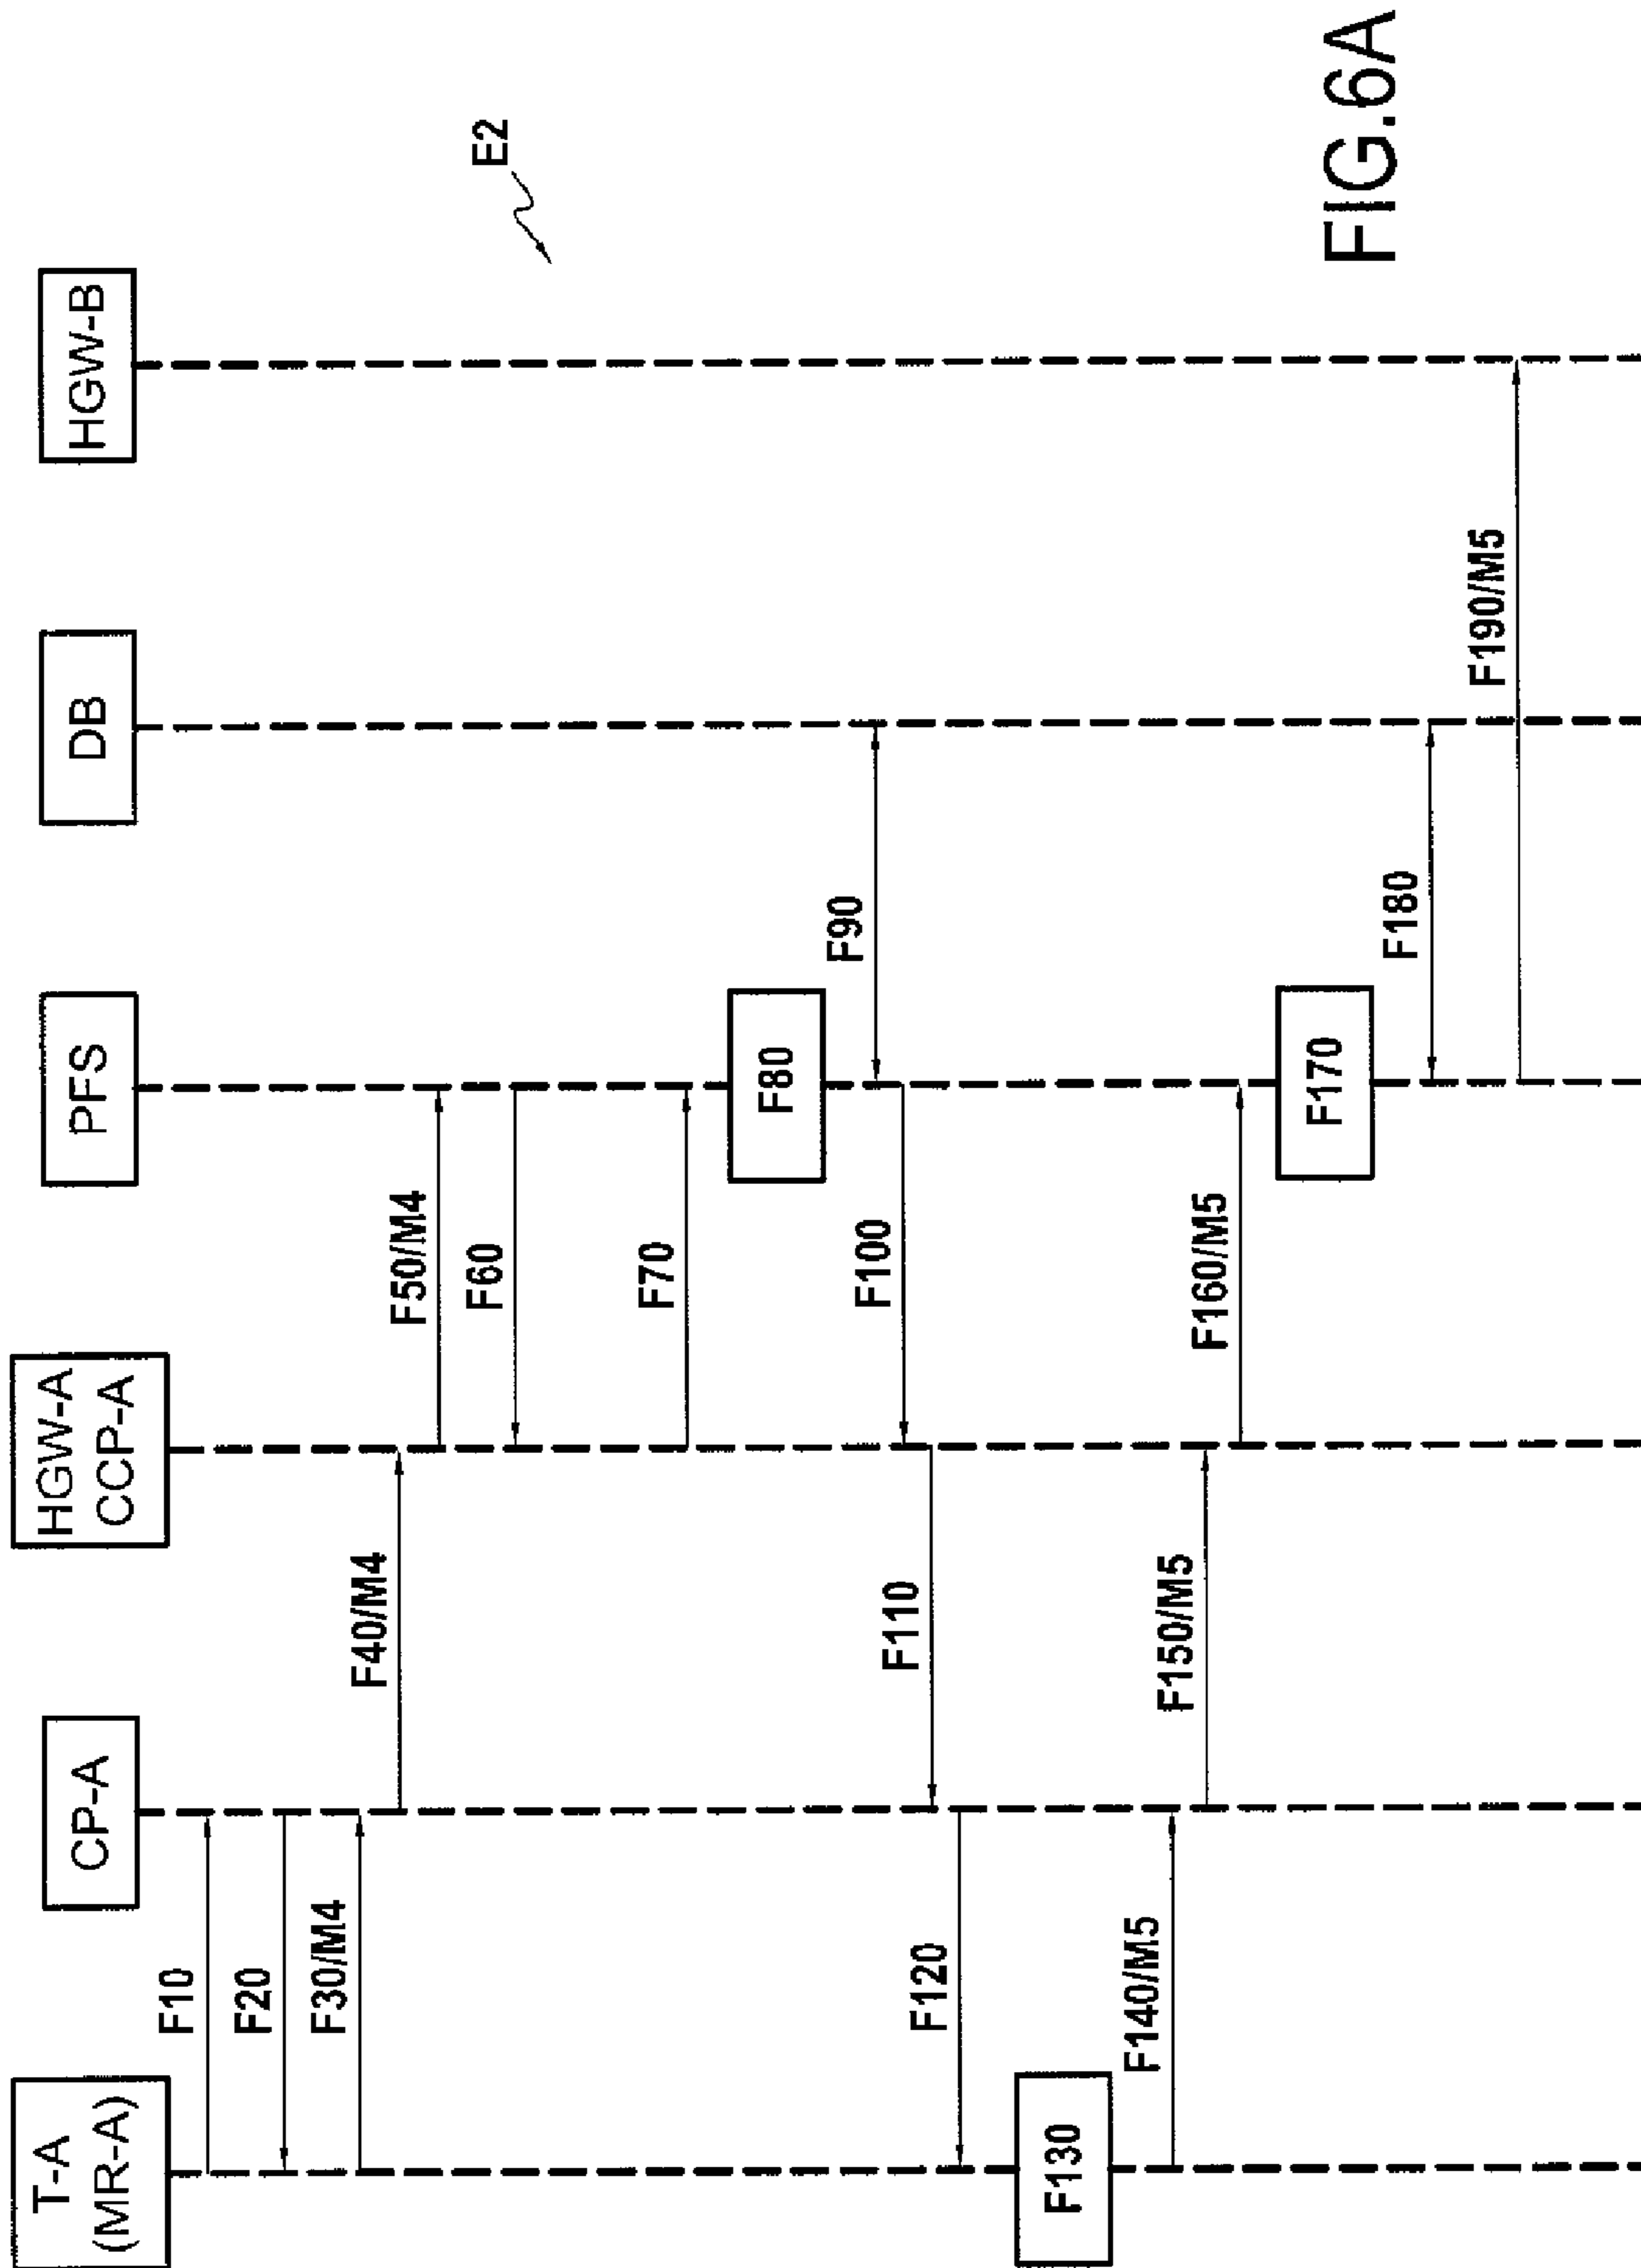 T-A
(MR-A)
CP-A
HGW-A
CCP-A
PFS
DB
HGW-B
E2
F10
F20
F30/M4
F40/M4
F50/M4
F60
F70
F80
F90
F100
F110
F120
F130
F140/M5
F150/M5
F160/M5
F170
F180
F190/M5
FIG.6A